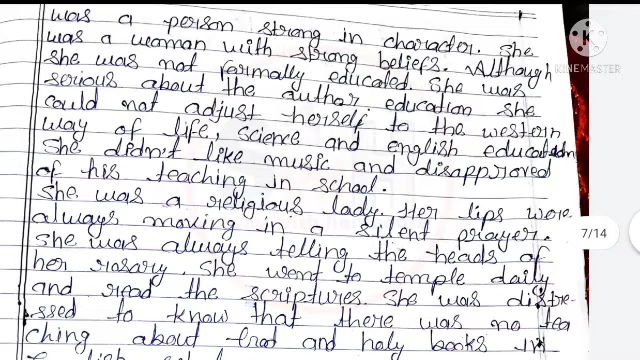 was a person strong in character. She
was a woman with strong beliefs. Although
she was not formally educated. She was
serious about the author. education she
could not adjust herself to the western
way of life, science and english education
She didn't like music and disapproved
of his teaching in school.
She was a religious lady. Her lips were
always moving in a silent prayer.
She was always telling the heads of
her rosary. She went to temple daily
and read the scriptures. She was distre-
ssed to know that there was no tea
ching about God and holy books in
KINEMASTER
7/14